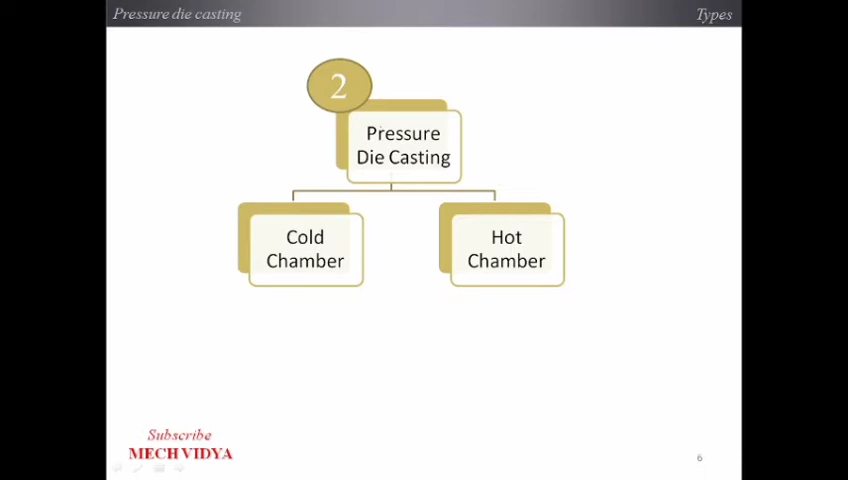 Pressure die casting
Types
2
Pressure
Die Casting
Cold
Chamber
Hot
Chamber
Subscribe
MECH VIDYA
6